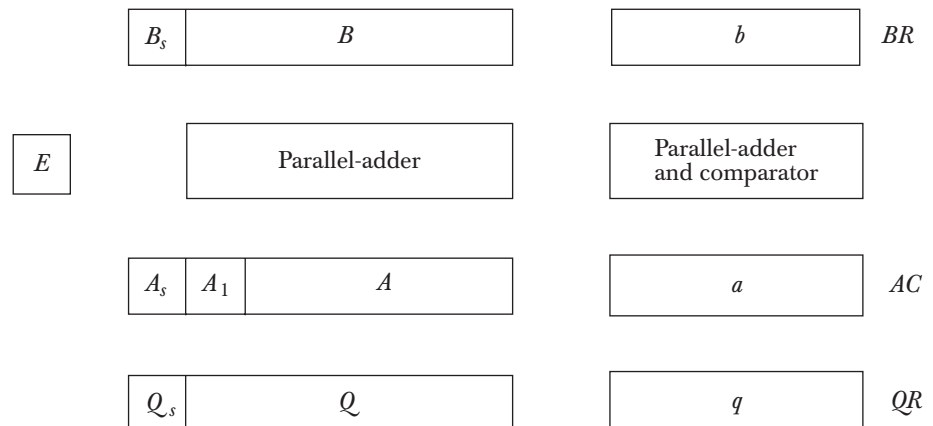 B_s B b BR
E Parallel-adder Parallel-adder
and comparator
A_s A_1 A a AC
Q_s Q q QR